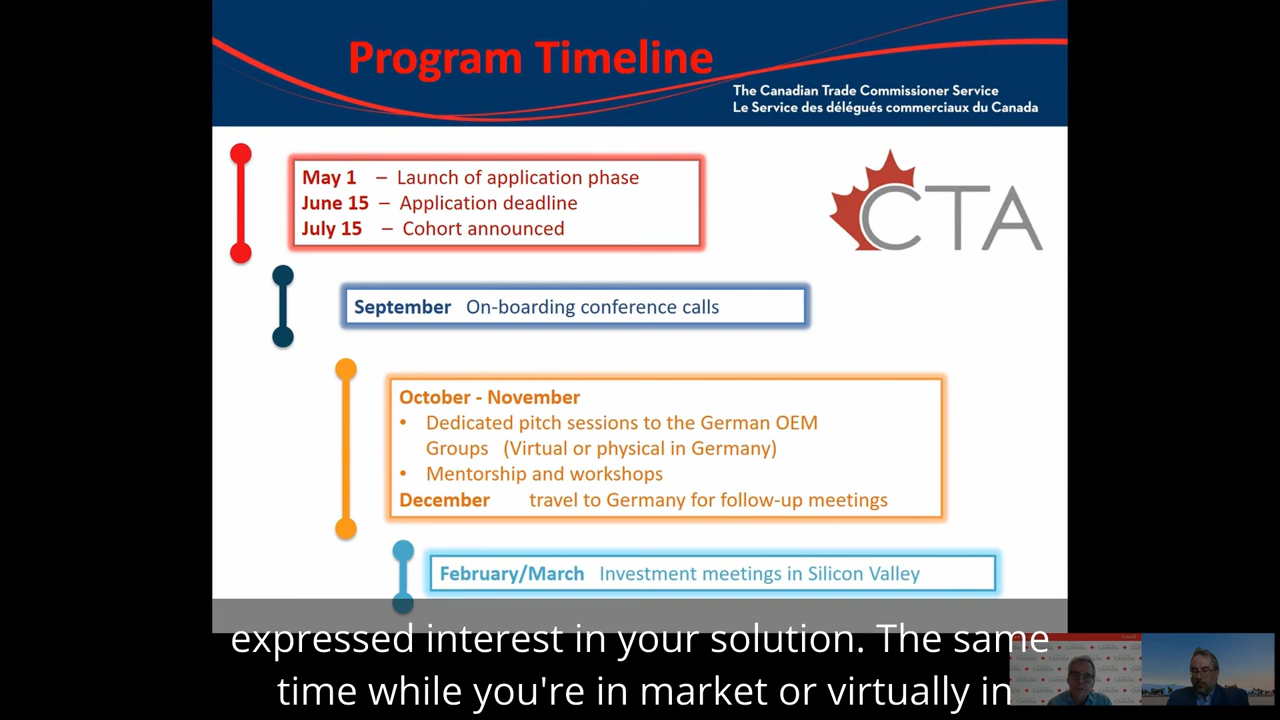 Program Timeline
The Canadian Trade Commissioner Service
Le Service des délégués commerciaux du Canada
CTA
May 1 – Launch of application phase
June 15 – Application deadline
July 15 – Cohort announced
September On-boarding conference calls
October - November
• Dedicated pitch sessions to the German OEM
Groups (Virtual or physical in Germany)
• Mentorship and workshops
December travel to Germany for follow-up meetings
February/March Investment meetings in Silicon Valley
expressed interest in your solution. The same
time while you're in market or virtually in